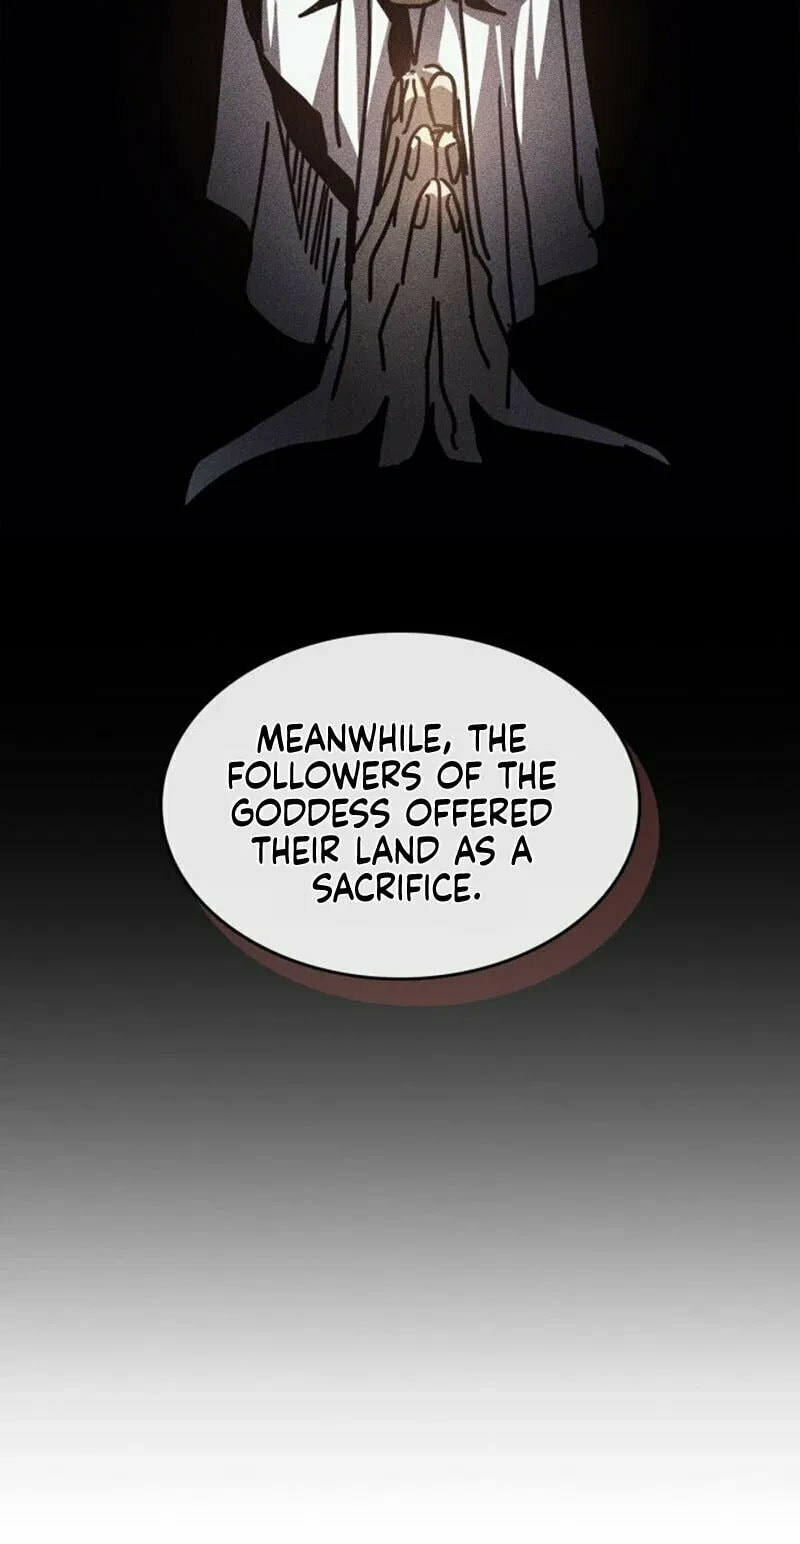 MEANWHILE, THE
FOLLOWERS OF THE
GODDESS OFFERED
THEIR LAND AS A
SACRIFICE.